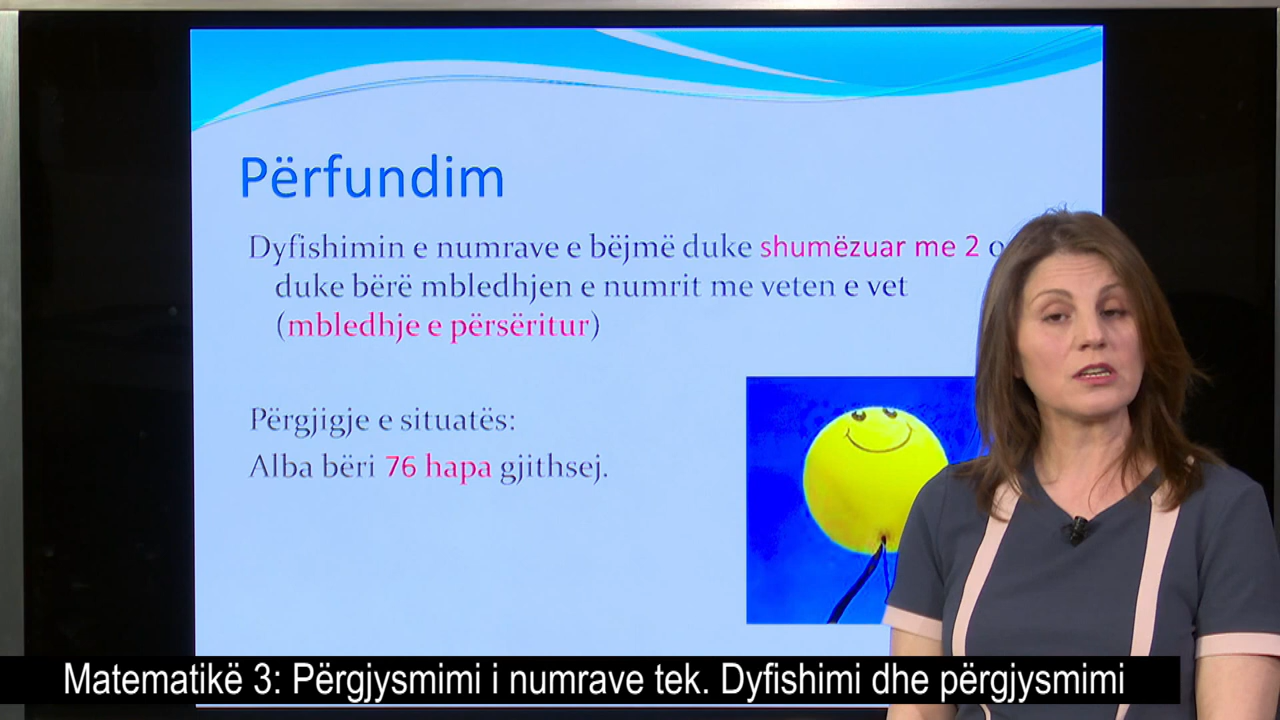 Përfundim
Dyfishimin e numrave e bëjmë duke shumëzuar me 2
duke bërë mbledhjen e numrit me veten e vet
(mbledhje e përsëritur)
Përgjigje e situatës:
Alba bëri 76 hapa gjithsej.
Matematikë 3: Përgjysmimi i numrave tek. Dyfishimi dhe përgjysmimi